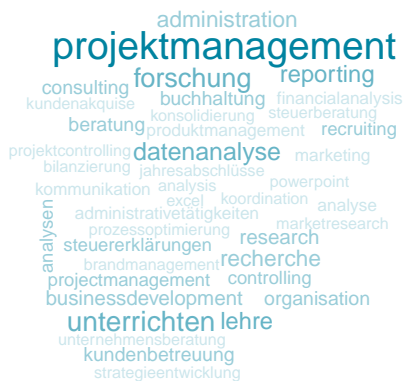 administration
projektmanagement
consulting forschung reporting
kundenakquise buchhaltung financialanalysis
konsolidierung steuerberatung
beratung produktmanagement recruiting
projektcontrolling datenanalyse marketing
bilanzierung jahresabschlüsse
kommunikation analysis powerpoint
excel koordination analyse
administrativetätigkeiten marketresearch
prozessoptimierung
analysen steuererklärungen research
brandmanagement recherche
projectmanagement controlling
businessdevelopment organisation
unterrichten lehre
unternehmensberatung
kundenbetreuung
strategieentwicklung